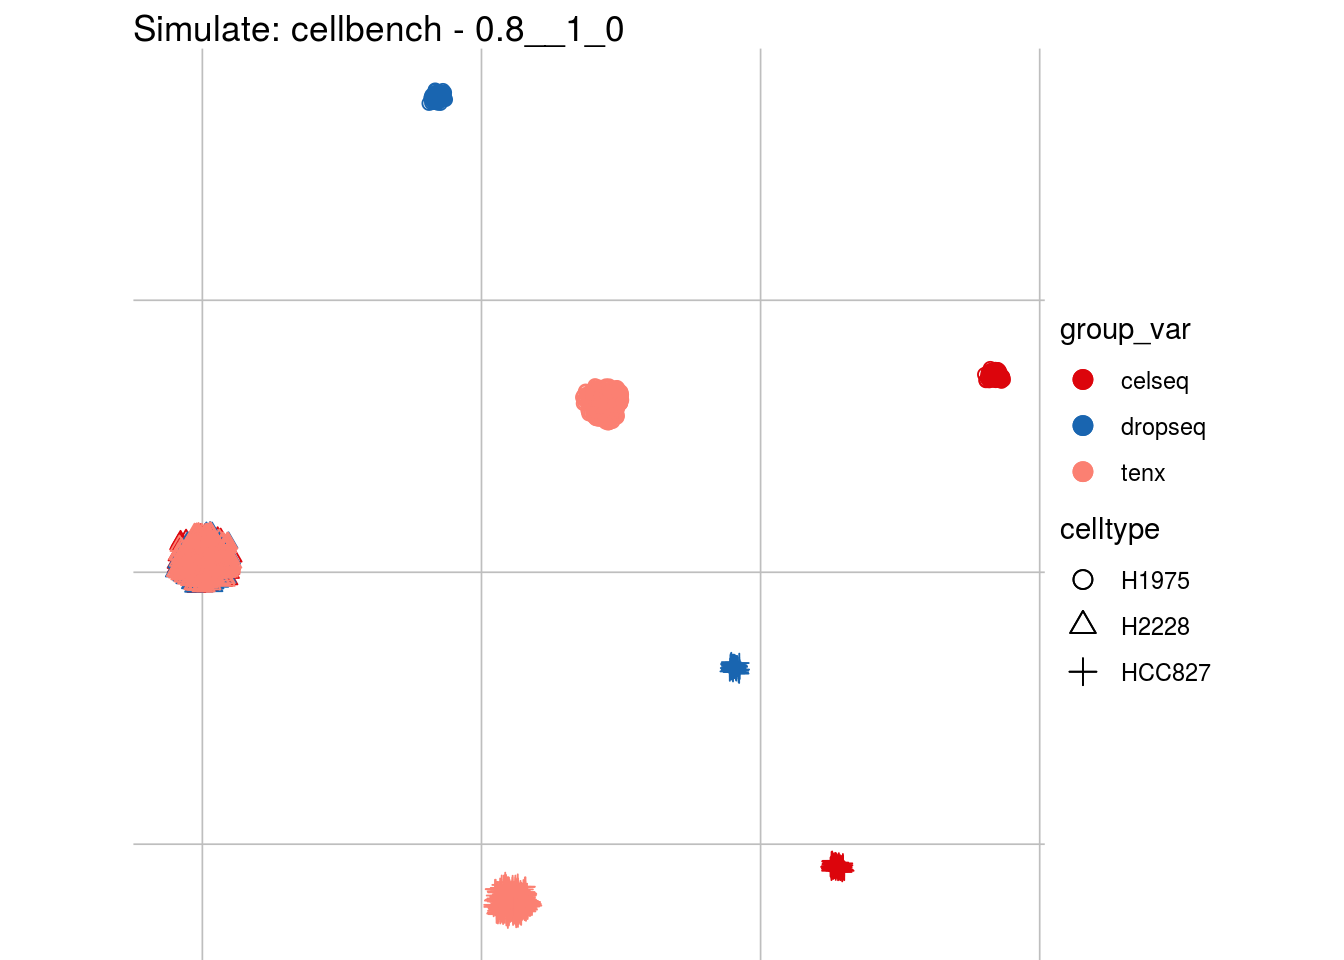 Simulate: cellbench - 0.8__1_0
group_var
celseq
dropseq
tenx
celltype
H1975
H2228
HCC827